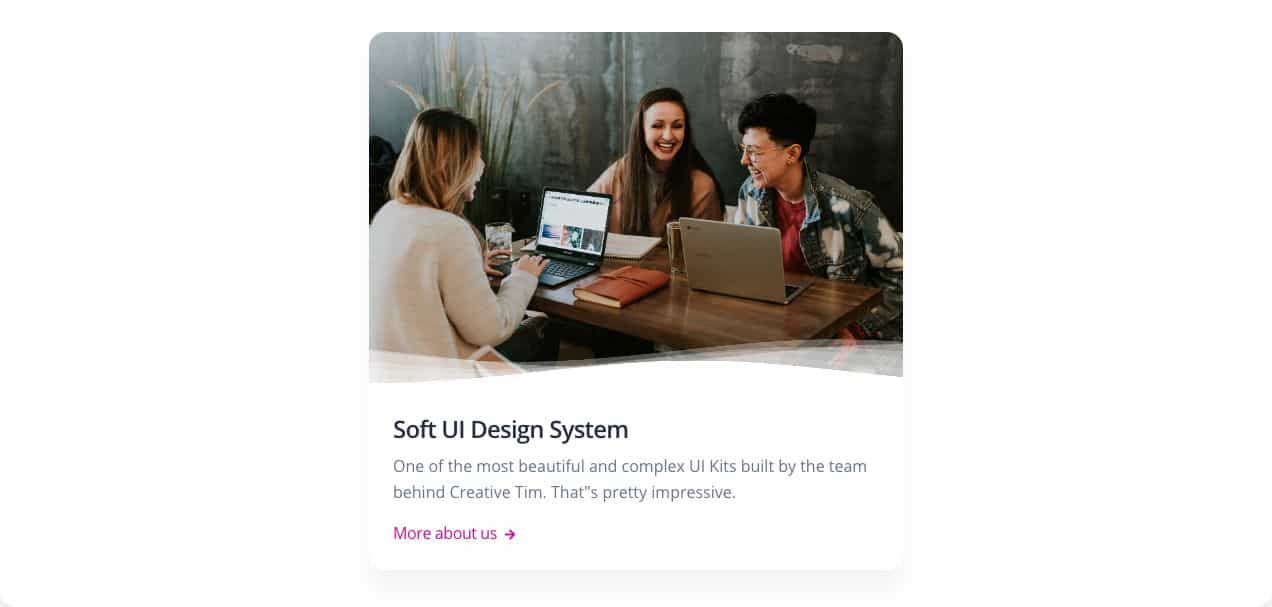 Soft UI Design System
One of the most beautiful and complex UI Kits built by the team
behind Creative Tim. That"s pretty impressive.
More about us →